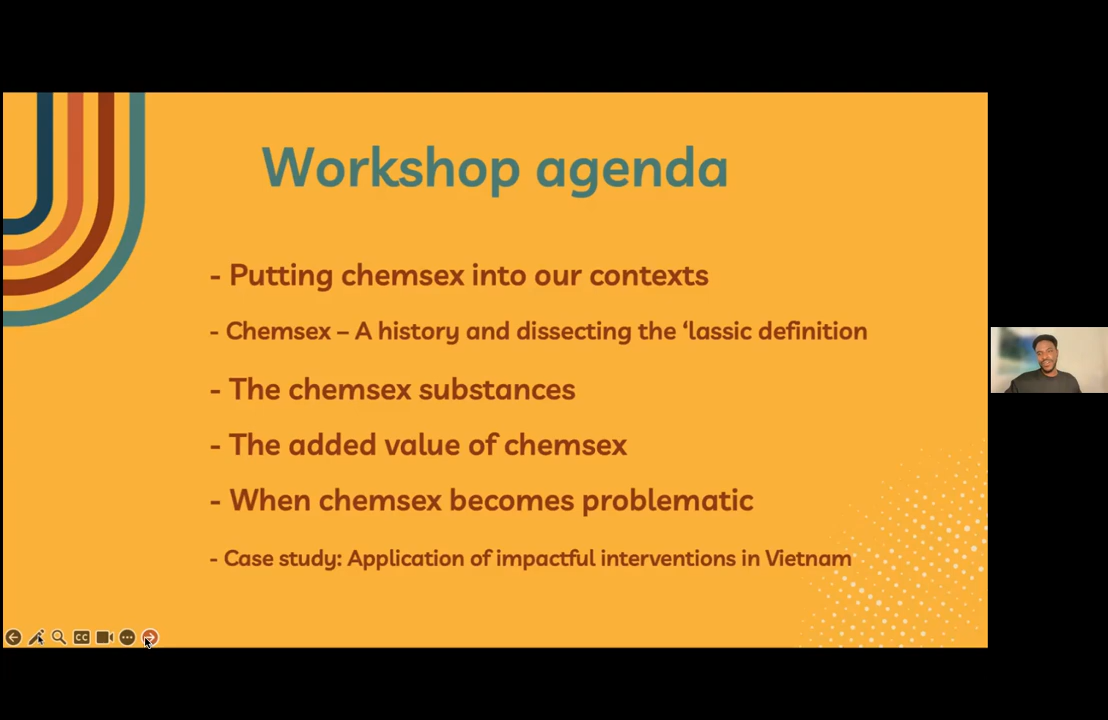 Workshop agenda
- Putting chemsex into our contexts
- Chemsex – A history and dissecting the ‘lassic definition
- The chemsex substances
- The added value of chemsex
- When chemsex becomes problematic
- Case study: Application of impactful interventions in Vietnam
CC